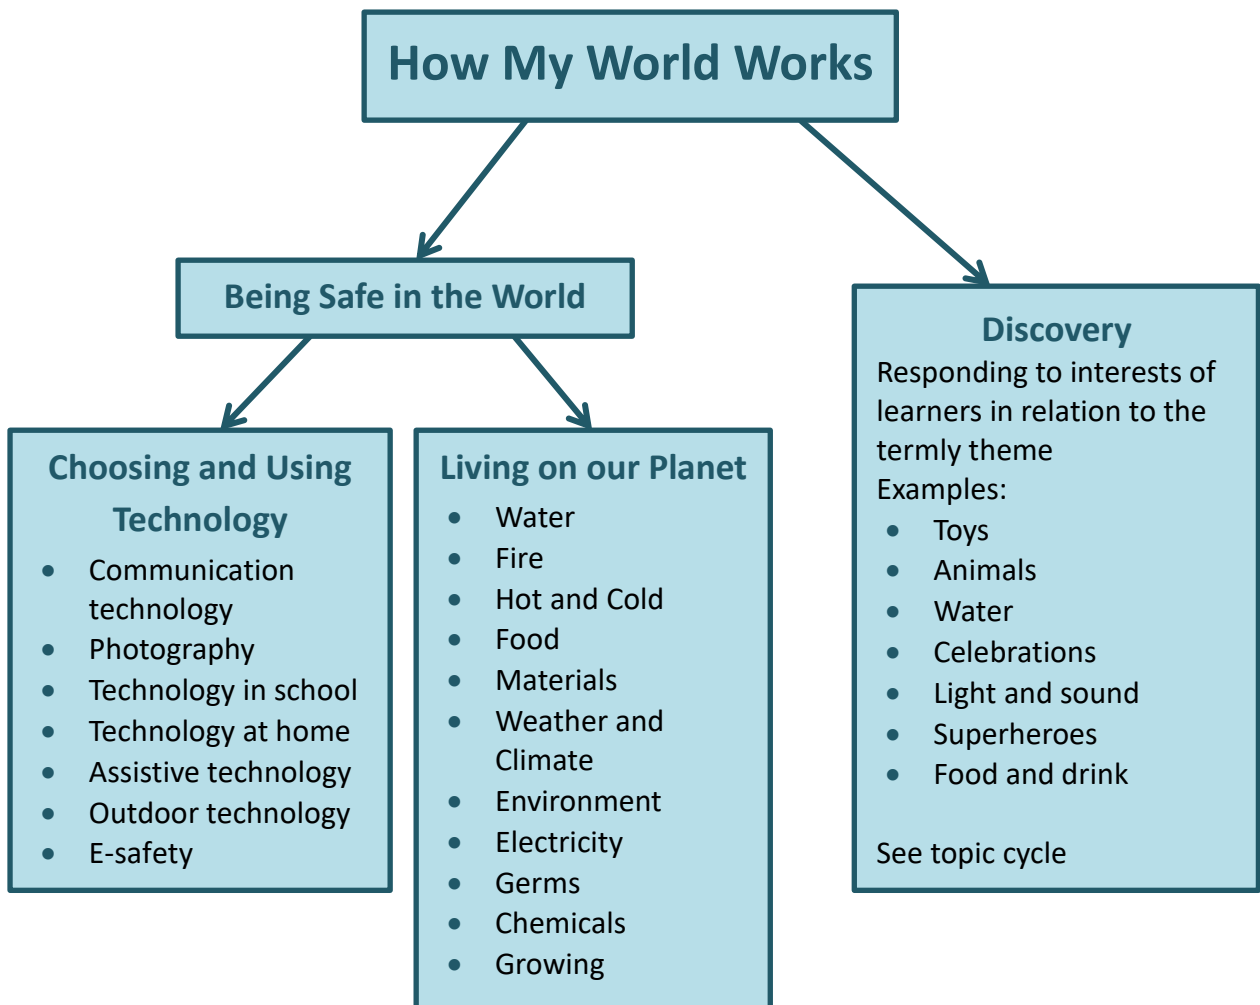 How My World Works
Being Safe in the World
Choosing and Using
Technology
• Communication
technology
• Photography
• Technology in school
• Technology at home
• Assistive technology
• Outdoor technology
• E-safety
Living on our Planet
• Water
• Fire
• Hot and Cold
• Food
• Materials
• Weather and
Climate
• Environment
• Electricity
• Germs
• Chemicals
• Growing
Discovery
Responding to interests of
learners in relation to the
termly theme
Examples:
• Toys
• Animals
• Water
• Celebrations
• Light and sound
• Superheroes
• Food and drink
See topic cycle